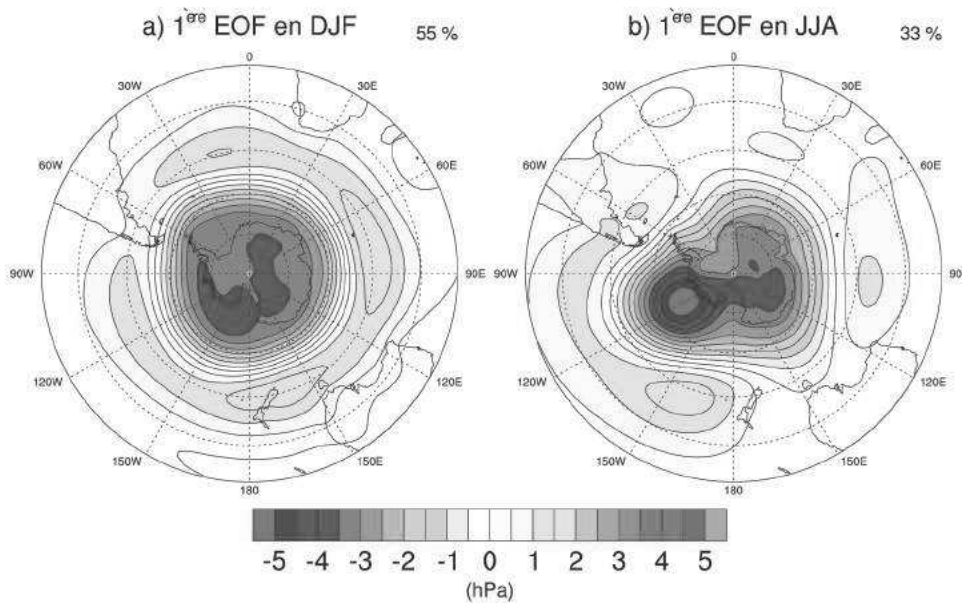 a) 1ère EOF en DJF
55 %
b) 1ère EOF en JJA
33 %
0
30W
30E
60W
60E
90W
90E
120W
120E
150W
150E
180
0
30W
30E
60W
60E
90W
90
120W
120E
150W
150E
180
-5 -4 -3 -2 -1 0 1 2 3 4 5
(hPa)